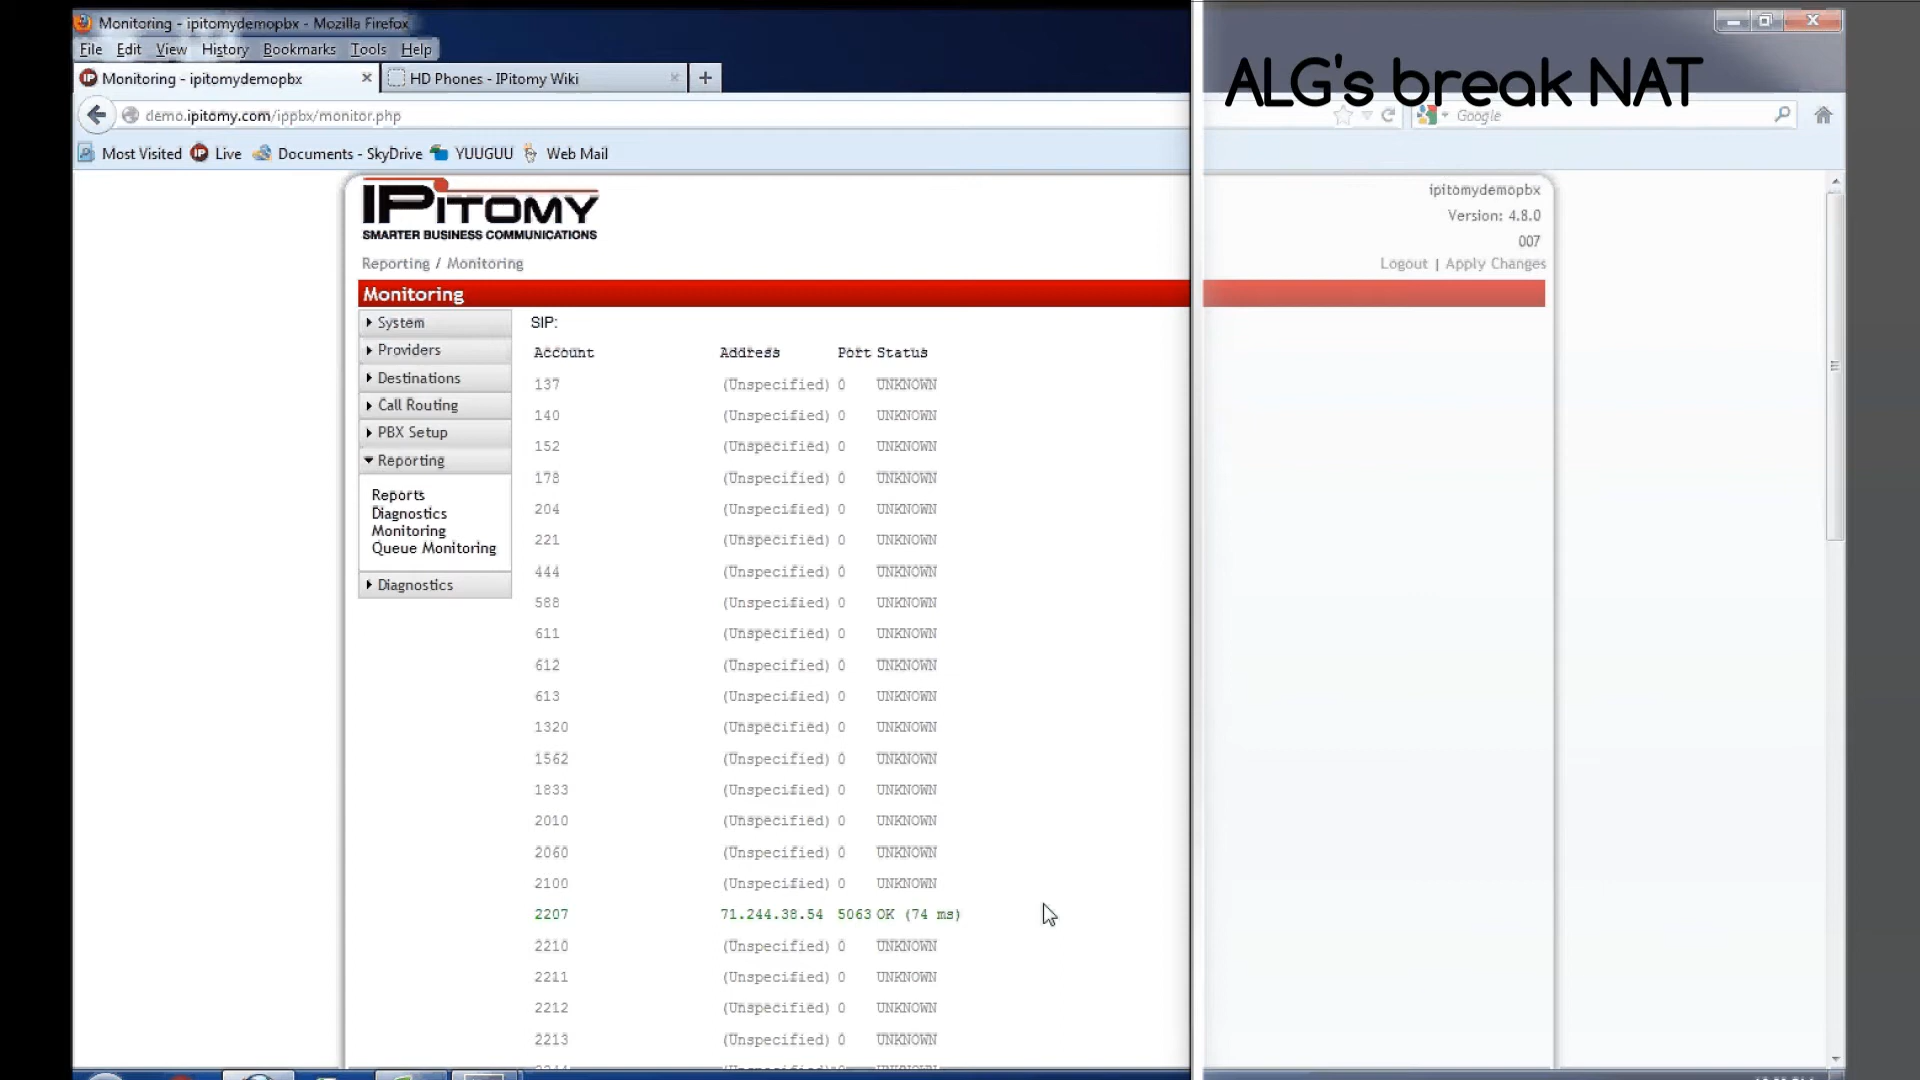 Monitoring - ipitomydemopbx - Mozilla Firefox
File Edit View History Bookmarks Tools Help
Monitoring - ipitomydemopbx
HD Phones - IPitomy Wiki
ALG's break NAT
demo.ipitomy.com/ippbx/monitor.php
Google
Most Visited Live Documents - SkyDrive YUUGUU Web Mail
IPITOMY
SMARTER BUSINESS COMMUNICATIONS
ipitomydemopbx
Version: 4.8.0
007
Reporting / Monitoring
Logout | Apply Changes
Monitoring
System
Providers
Destinations
Call Routing
PBX Setup
Reporting
Reports
Diagnostics
Monitoring
Queue Monitoring
Diagnostics
SIP:
Account Address Port Status
137 (Unspecified) 0 UNKNOWN
140 (Unspecified) 0 UNKNOWN
152 (Unspecified) 0 UNKNOWN
178 (Unspecified) 0 UNKNOWN
204 (Unspecified) 0 UNKNOWN
221 (Unspecified) 0 UNKNOWN
444 (Unspecified) 0 UNKNOWN
588 (Unspecified) 0 UNKNOWN
611 (Unspecified) 0 UNKNOWN
612 (Unspecified) 0 UNKNOWN
613 (Unspecified) 0 UNKNOWN
1320 (Unspecified) 0 UNKNOWN
1562 (Unspecified) 0 UNKNOWN
1833 (Unspecified) 0 UNKNOWN
2010 (Unspecified) 0 UNKNOWN
2060 (Unspecified) 0 UNKNOWN
2100 (Unspecified) 0 UNKNOWN
2207 71.244.38.54 5063 OK (74 ms)
2210 (Unspecified) 0 UNKNOWN
2211 (Unspecified) 0 UNKNOWN
2212 (Unspecified) 0 UNKNOWN
2213 (Unspecified) 0 UNKNOWN